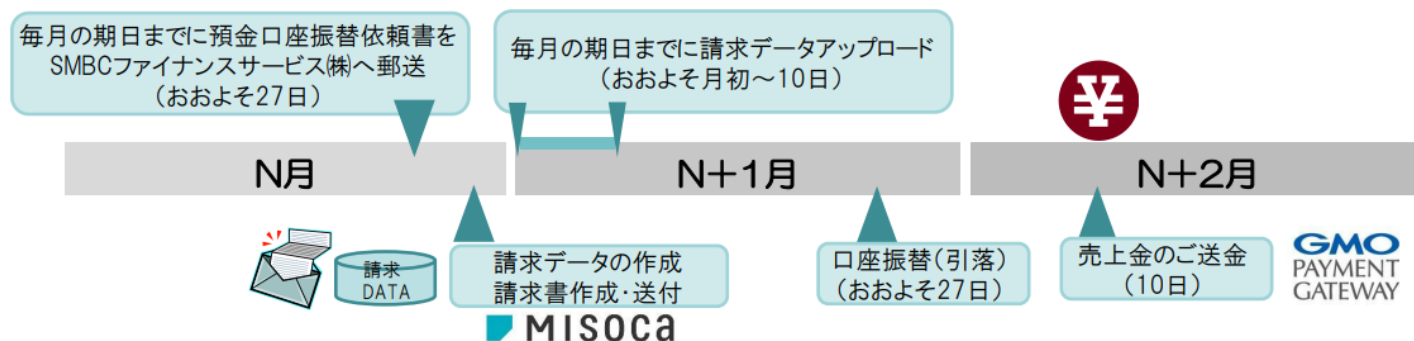 毎月の期日までに預金口座振替依頼書を
SMBCファイナンスサービス㈱へ郵送
（おおよそ27日）
毎月の期日までに請求データアップロード
（おおよそ月初～10日）
¥
N月
N＋1月
N＋2月
請求
DATA
請求データの作成
請求書作成・送付
MISOCA
口座振替（引落）
（おおよそ27日）
売上金のご送金
（10日）
GMO
PAYMENT
GATEWAY